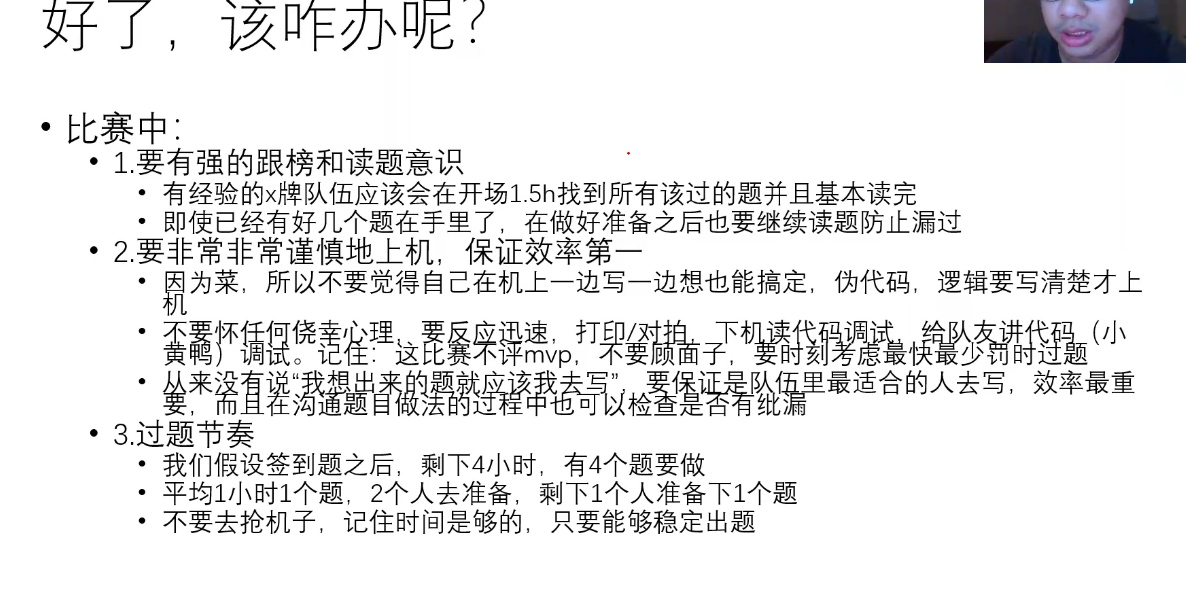 好了，该咋办呢？
• 比赛中：
• 1.要有强的跟榜和读题意识
• 有经验的x牌队伍应该会在开场1.5h找到所有该过的题并且基本读完
• 即使已经有好几个题在手里了，在做好准备之后也要继续读题防止漏过
• 2.要非常非常谨慎地上机，保证效率第一
• 因为菜，所以不要觉得自己在机上一边写一边想也能搞定，伪代码，逻辑要写清楚才上
机
• 不要怀任何侥幸心理，要反应迅速，打印/对拍，下机读代码调试，给队友讲代码（小
黄鸭）调试。记住：这比赛不评mvp，不要顾面子，要时刻考虑最快最少罚时过题
• 从来没有说“我想出来的题就应该我去写”，要保证是队伍里最适合的人去写，效率最重
要，而且在沟通题目做法的过程中也可以检查是否有纰漏
• 3.过题节奏
• 我们假设签到题之后，剩下4小时，有4个题要做
• 平均1小时1个题，2个人去准备，剩下1个人准备下1个题
• 不要去抢机子，记住时间是够的，只要能够稳定出题